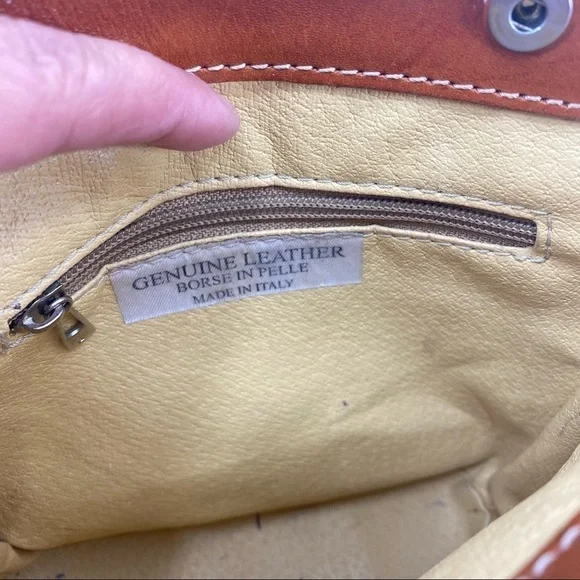 GENUINE LEATHER
BORSE IN PELLE
MADE IN ITALY